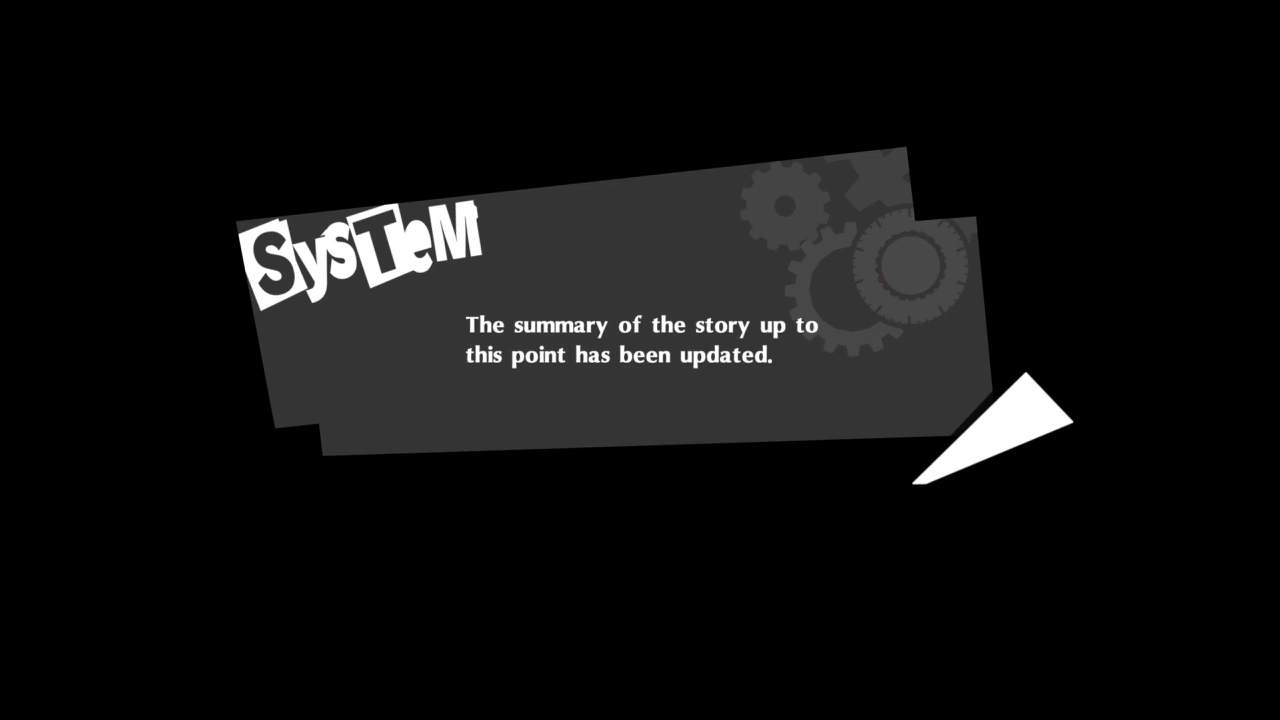 SysTeM
The summary of the story up to
this point has been updated.